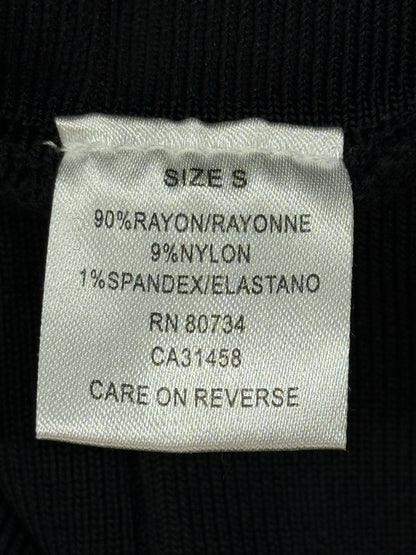 SIZE S
90%RAYON/RAYONNE
9%NYLON
1%SPANDEX/ELASTANO
RN 80734
CA31458
CARE ON REVERSE